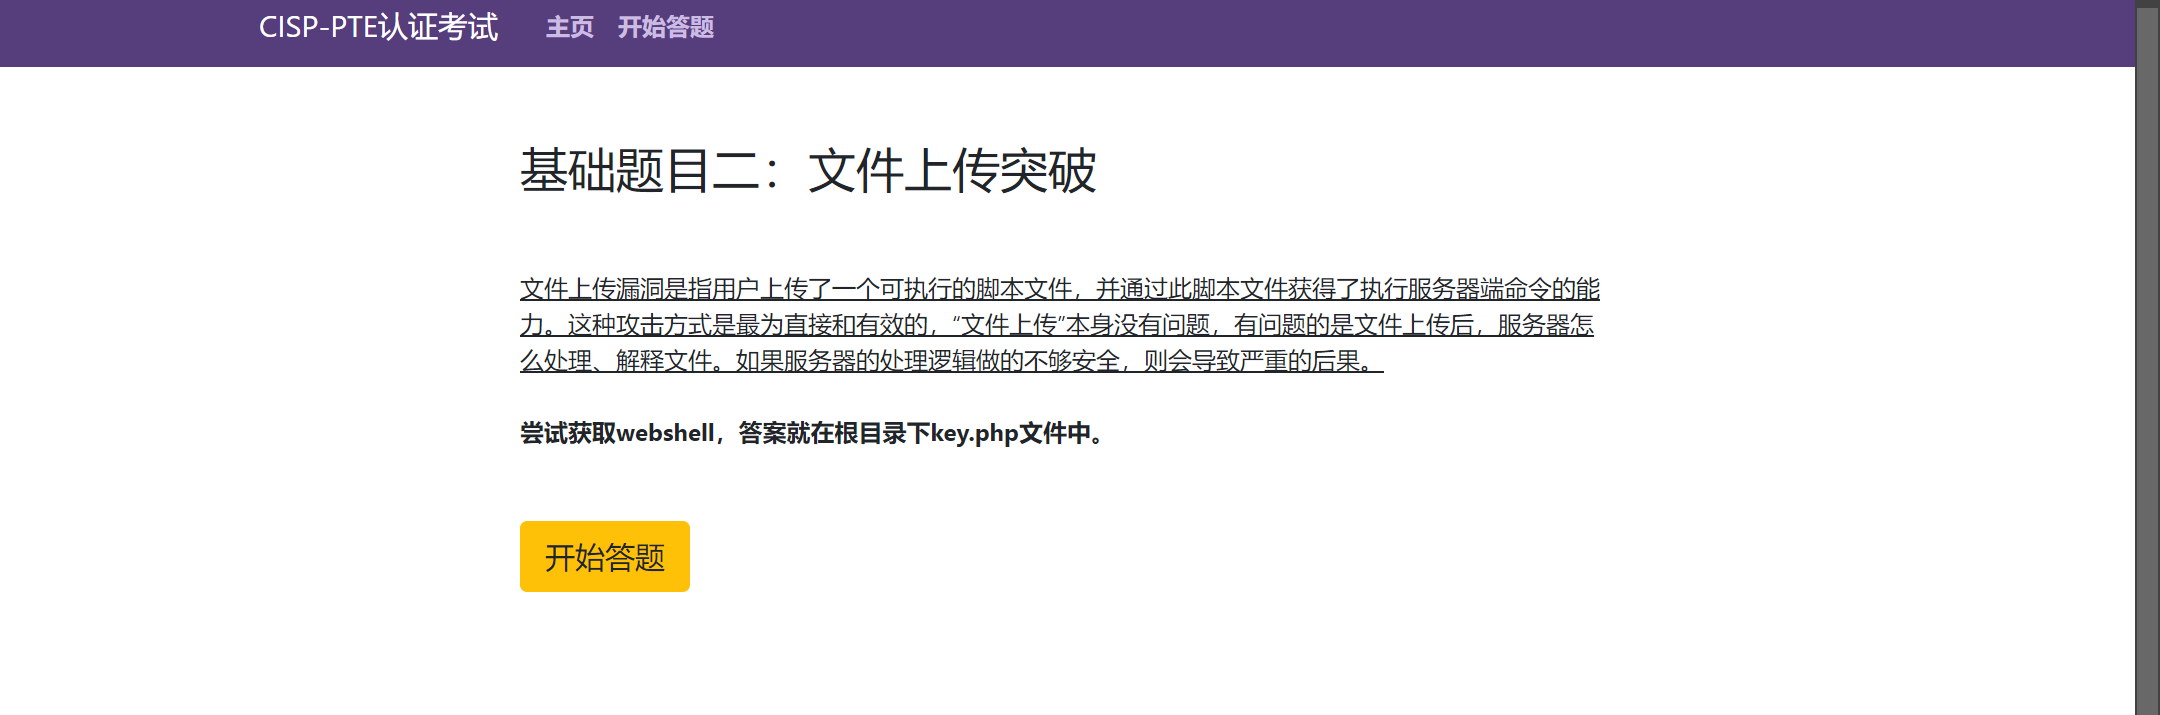 CISP-PTE认证考试 主页 开始答题
基础题目二：文件上传突破
文件上传漏洞是指用户上传了一个可执行的脚本文件，并通过此脚本文件获得了执行服务器端命令的能
力。这种攻击方式是最为直接和有效的，“文件上传”本身没有问题，有问题的是文件上传后，服务器怎
么处理、解释文件。如果服务器的处理逻辑做的不够安全，则会导致严重的后果。
尝试获取webshell，答案就在根目录下key.php文件中。
开始答题